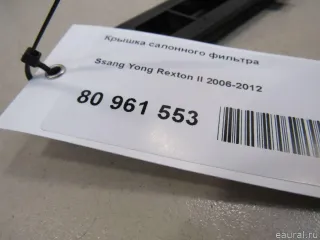 Крышка салонного фильтра
Ssang Yong Rexton II 2006-2012
80 961 553
eaural.ru